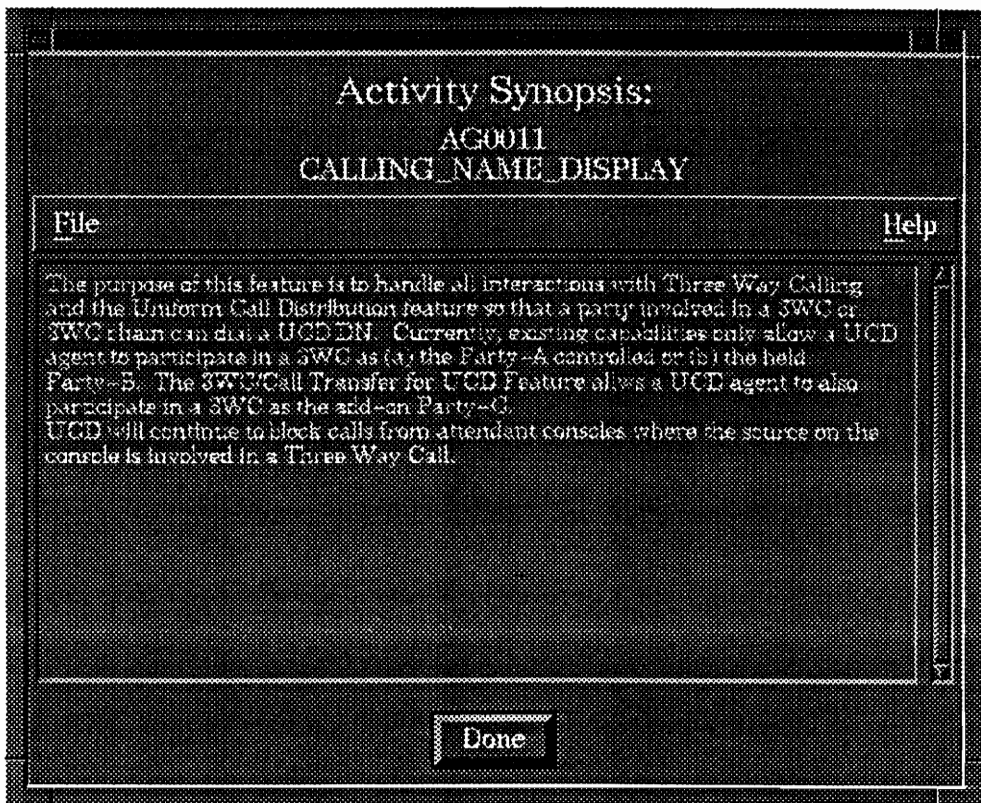 Activity Synopsis:
AG0011
CALLING_NAME_DISPLAY
File
Help
The purpose of this feature is to handle all interactions with Three Way Calling
and the Uniform Call Distribution feature so that a party involved in a 3WC or
3WC chain can dial a UCD DN. Currently, existing capabilities only allow a UCD
agent to participate in a 3WC as (a) the Party-A controlled or (b) the held
Party-B. The 3WC/Call Transfer for UCD Feature allws a UCD agent to also
participate in a 3WC as the add-on Party-C.
UCD will continue to block calls from attendant consoles where the source on the
console is involved in a Three Way Call.
Done